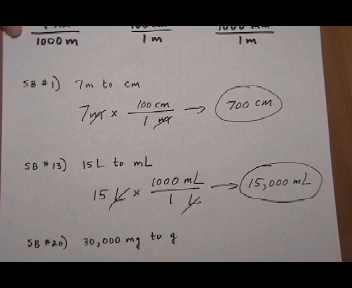 1000 m 1 m 1 m
SB #1) 7m to cm
7m × 100 cm / 1 m → 700 cm
SB #13) 15 L to mL
15 L × 1000 mL / 1 L → 15,000 mL
SB #20) 30,000 mg to g